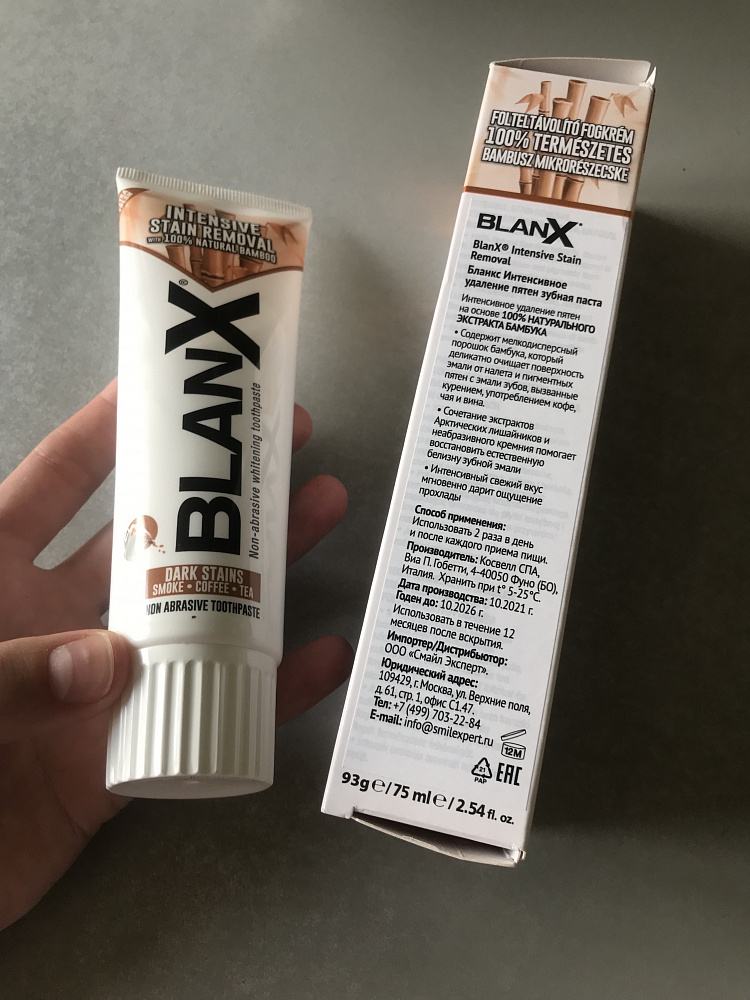 INTENSIVE
STAIN REMOVAL
WITH 100% NATURAL BAMBOO
BLANX®
Non-abrasive whitening toothpaste
DARK STAINS
SMOKE • COFFEE • TEA
NON ABRASIVE TOOTHPASTE
FOLTELTÁVOLÍTÓ FOGKRÉM
100% TERMÉSZETES
BAMBUSZ MIKRORÉSZECSKE
BLANX®
BlanX® Intensive Stain
Removal
Бланкс Интенсивное
удаление пятен зубная паста
Интенсивное удаление пятен
на основе 100% НАТУРАЛЬНОГО
ЭКСТРАКТА БАМБУКА
• Содержит мелкодисперсный
порошок бамбука, который
деликатно очищает поверхность
эмали от налета и пигментных
пятен с эмали зубов, вызванные
курением, употреблением кофе,
чая и вина.
• Сочетание экстрактов
Арктических лишайников и
неабразивного кремния помогает
восстановить естественную
белизну зубной эмали
• Интенсивный свежий вкус
мгновенно дарит ощущение
прохлады
Способ применения:
Использовать 2 раза в день
и после каждого приема пищи.
Производитель: Косвелл СПА,
Виа П. Гобетти, 4-40050 Фуно (БО),
Италия. Хранить при t° 5-25°C.
Дата производства: 10.2021 г.
Годен до: 10.2026 г.
Использовать в течение 12
месяцев после вскрытия.
Импортер/Дистрибьютор:
ООО «Смайл Эксперт».
Юридический адрес:
109429, г. Москва, ул. Верхние поля,
д. 61, стр. 1, офис С1.47.
Тел: +7 (499) 703-22-84
E-mail: info@smilexpert.ru
12M
21
PAP
EAC
93g ℮ / 75 ml ℮ / 2.54 fl. oz.